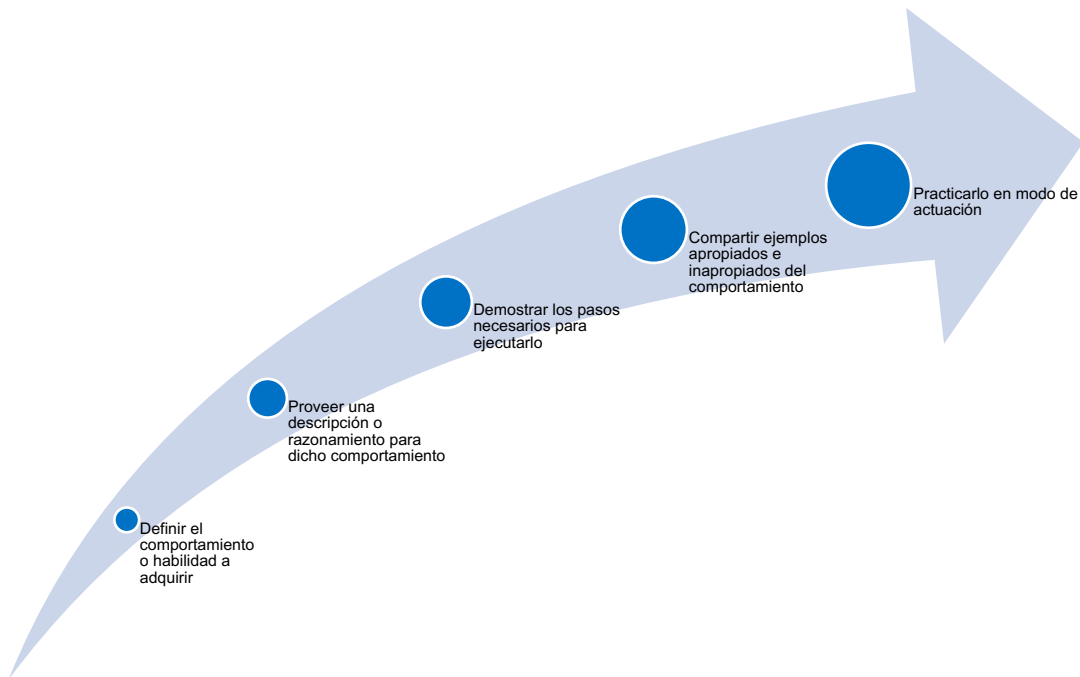 Definir el
comportamiento
o habilidad a
adquirir
Proveer una
descripción o
razonamiento para
dicho comportamiento
Demostrar los pasos
necesarios para
ejecutarlo
Compartir ejemplos
apropiados e
inapropiados del
comportamiento
Practicarlo en modo de
actuación